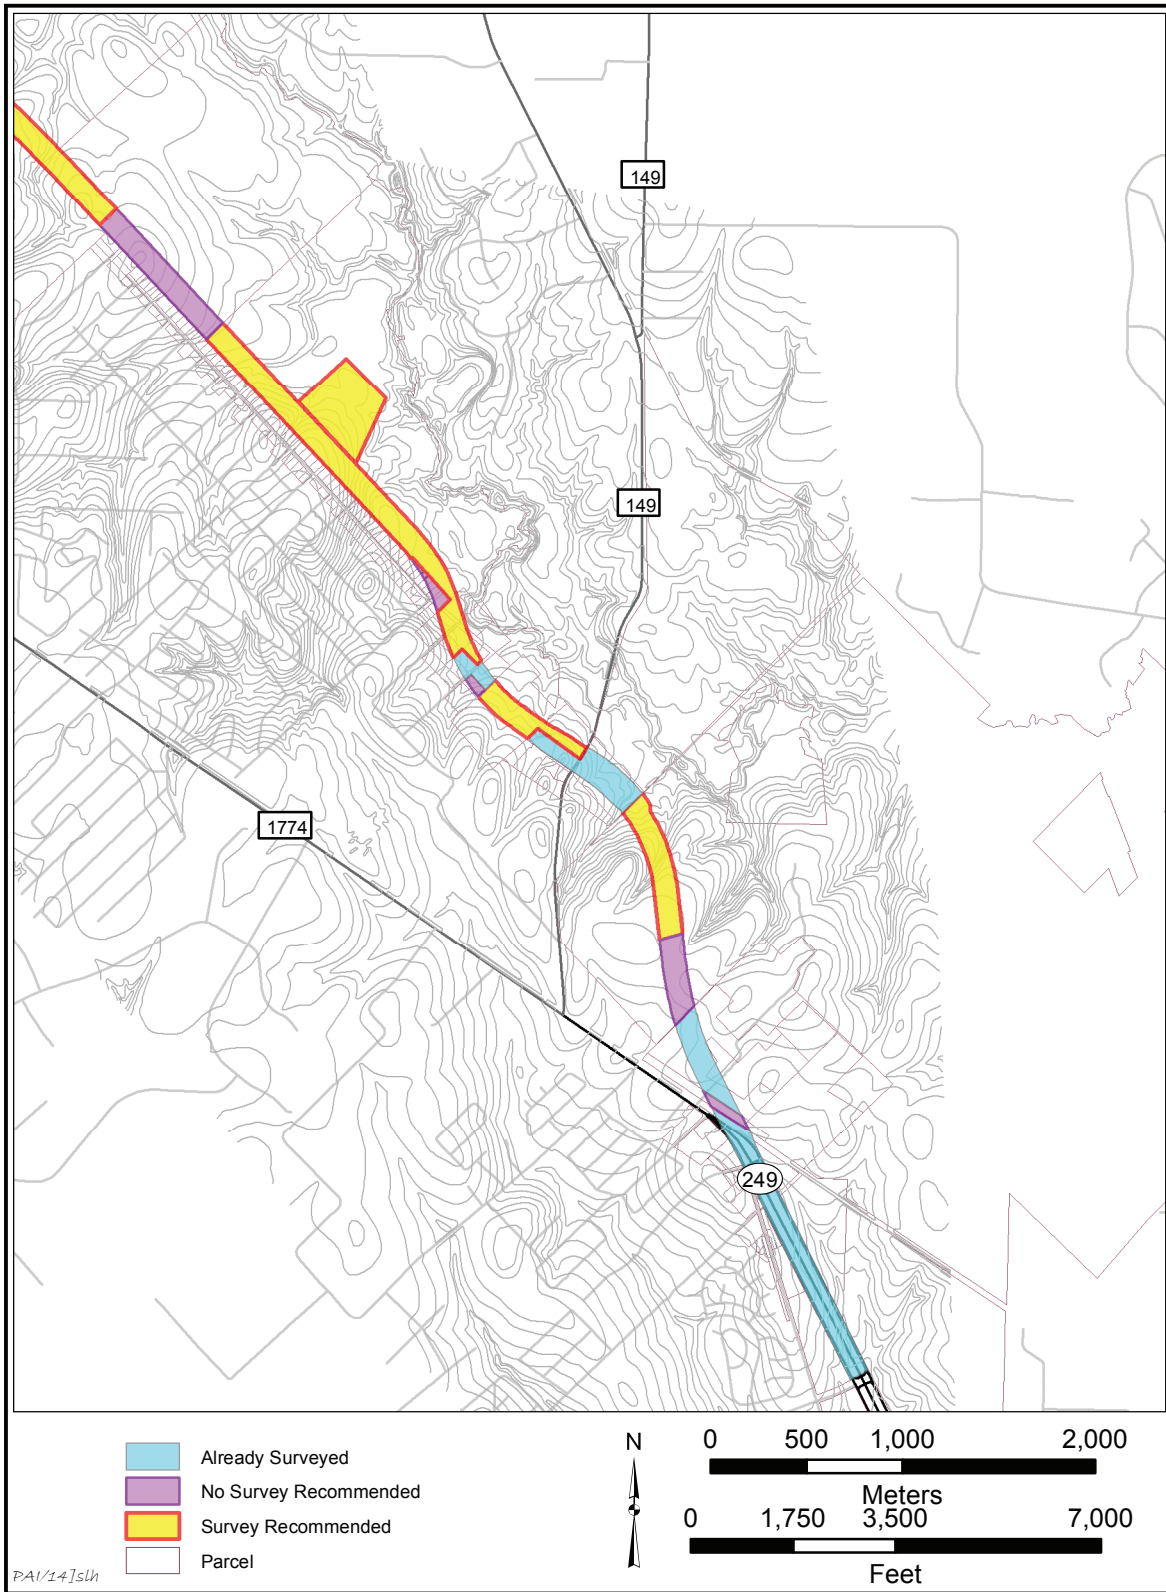 149
149
1774
249
Already Surveyed
No Survey Recommended
Survey Recommended
Parcel
N
0 500 1,000 2,000
Meters
0 1,750 3,500 7,000
Feet
PAI/14]slh